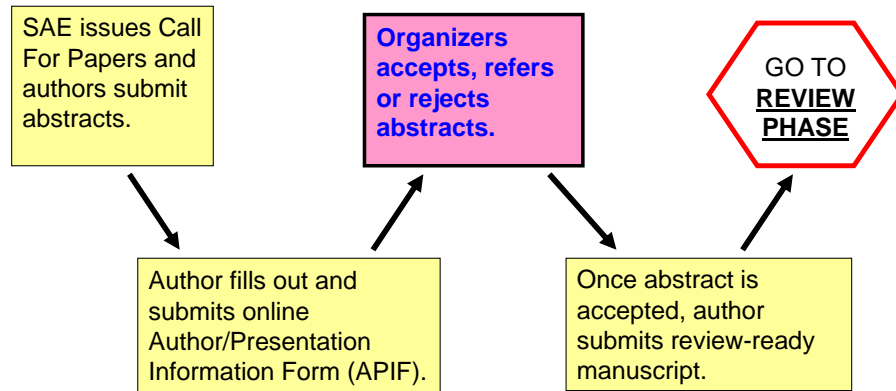 SAE issues Call
For Papers and
authors submit
abstracts.
Author fills out and
submits online
Author/Presentation
Information Form (APIF).
Organizers
accepts, refers
or rejects
abstracts.
Once abstract is
accepted, author
submits review-ready
manuscript.
GO TO
REVIEW
PHASE